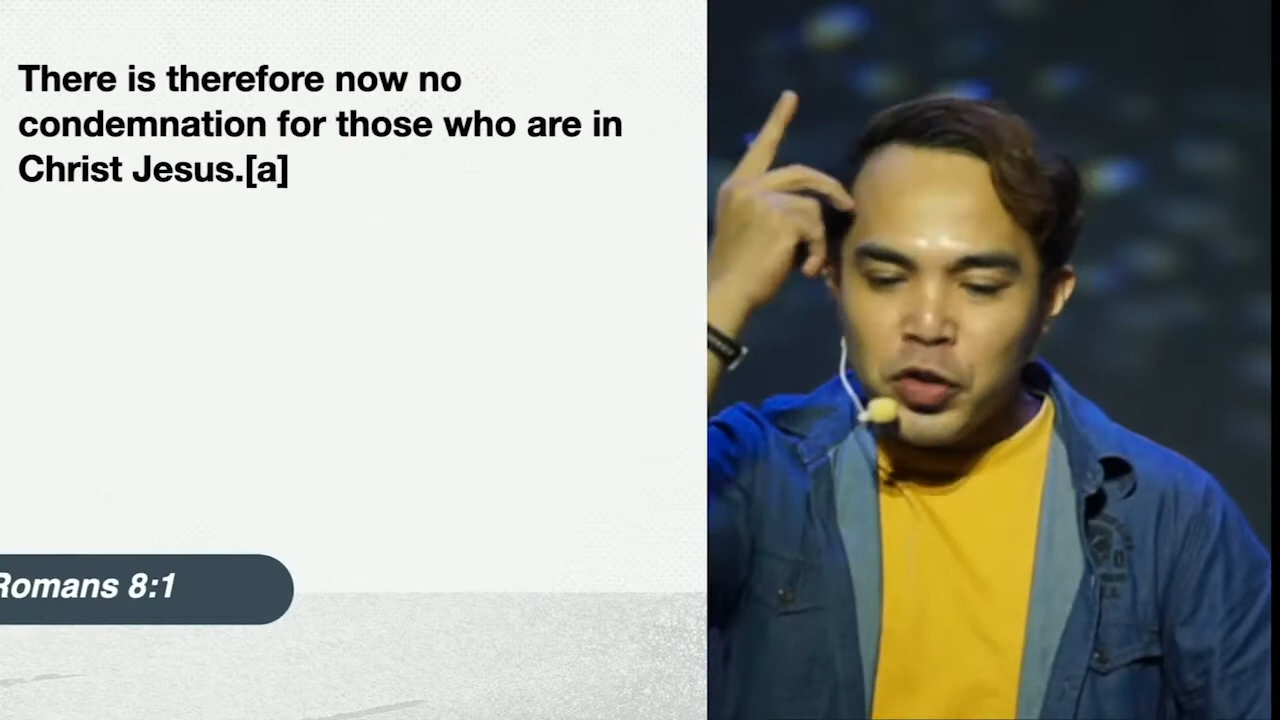 There is therefore now no
condemnation for those who are in
Christ Jesus.[a]
Romans 8:1